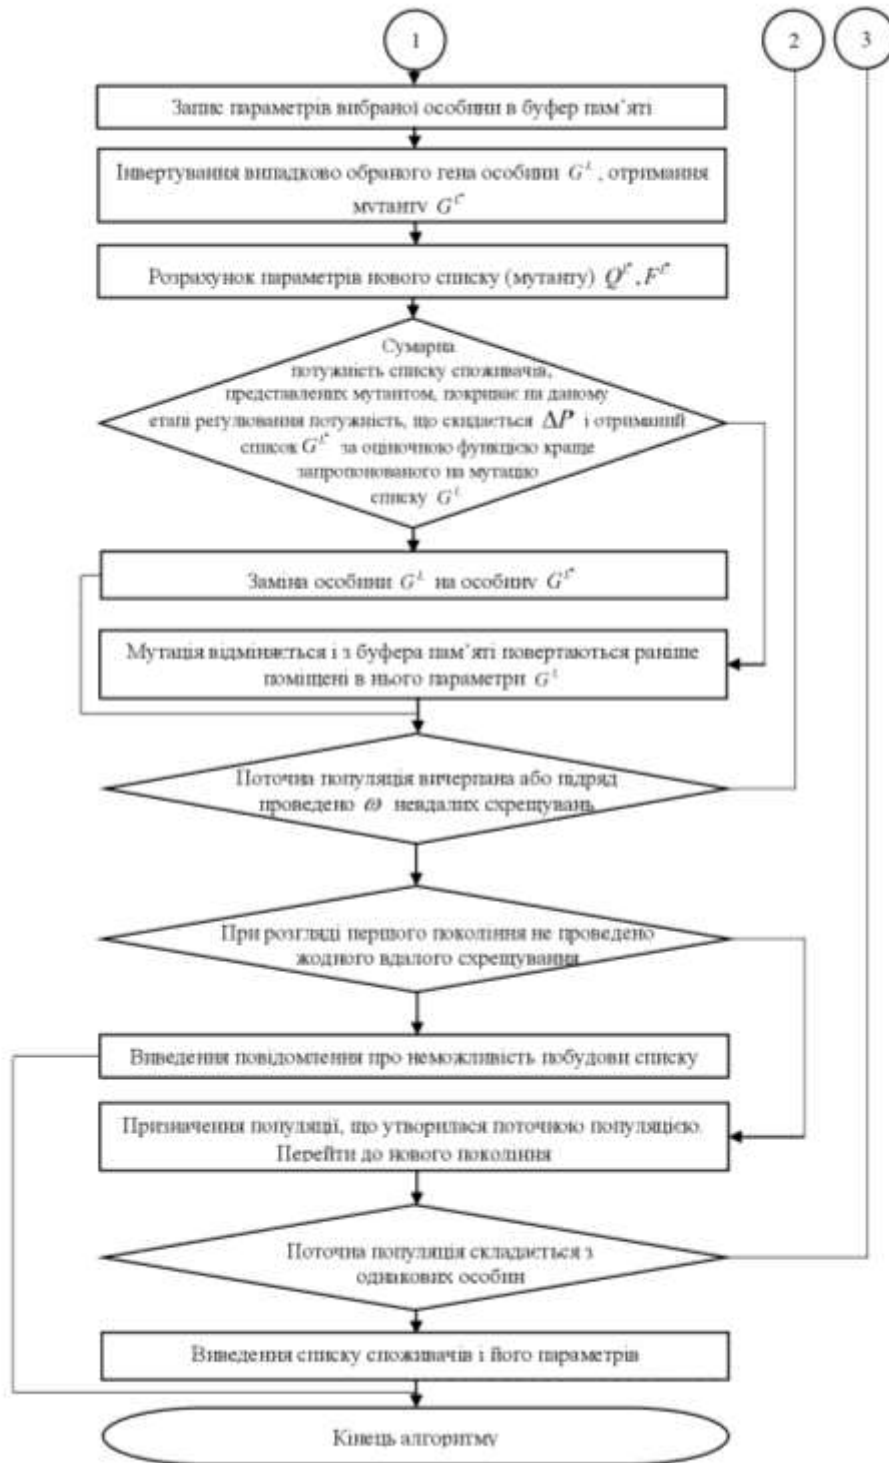 1
2
3
Запис параметрів вибраної особини в буфер пам'яті
Інвертування випадково обраного гена особини G^L, отримання
мутанту G^L*
Розрахунок параметрів нового списку (мутанту) Q^L*, F^L*
Сумарна
потужність списку споживачів,
представлених мутантом, покриває на даному
етапі регулювання потужність, що скидається ΔP і отриманий
список G^L* за оціночною функцією краще
запропонованого на мутацію
списку G^L
Заміна особини G^L на особину G^L*
Мутація відміняється і з буфера пам'яті повертаються раніше
поміщені в нього параметри G^L
Поточна популяція вичерпана або підряд
проведено ω невдалих схрещувань
При розгляді першого покоління не проведено
жодного вдалого схрещування
Виведення повідомлення про неможливість побудови списку
Призначення популяції, що утворилася поточною популяцією.
Перейти до нового покоління
Поточна популяція складається з
однакових особин
Виведення списку споживачів і його параметрів
Кінець алгоритму